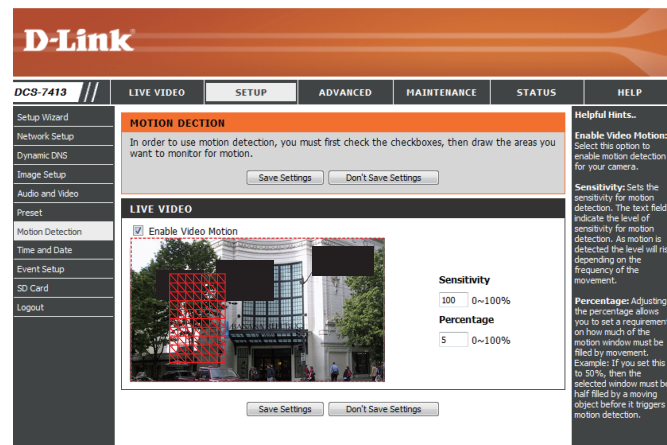 D-Link
DCS-7413 // LIVE VIDEO SETUP ADVANCED MAINTENANCE STATUS HELP
Setup Wizard
Network Setup
Dynamic DNS
Image Setup
Audio and Video
Preset
Motion Detection
Time and Date
Event Setup
SD Card
Logout
MOTION DECTION
In order to use motion detection, you must first check the checkboxes, then draw the areas you
want to monitor for motion.
Save Settings Don't Save Settings
LIVE VIDEO
Enable Video Motion
Sensitivity
100 0~100%
Percentage
5 0~100%
Save Settings Don't Save Settings
Helpful Hints..
Enable Video Motion:
Select this option to
enable motion detection
for your camera.
Sensitivity: Sets the
sensitivity for motion
detection. The text field
indicate the level of
sensitivity for motion
detection. As motion is
detected the level will ris
depending on the
frequency of the
movement.
Percentage: Adjusting
the percentage allows
you to set a requirement
on how much of the
motion window must be
filled by movement.
Example: If you set this
to 50%, then the
selected window must be
half filled by a moving
object before it triggers
motion detection.